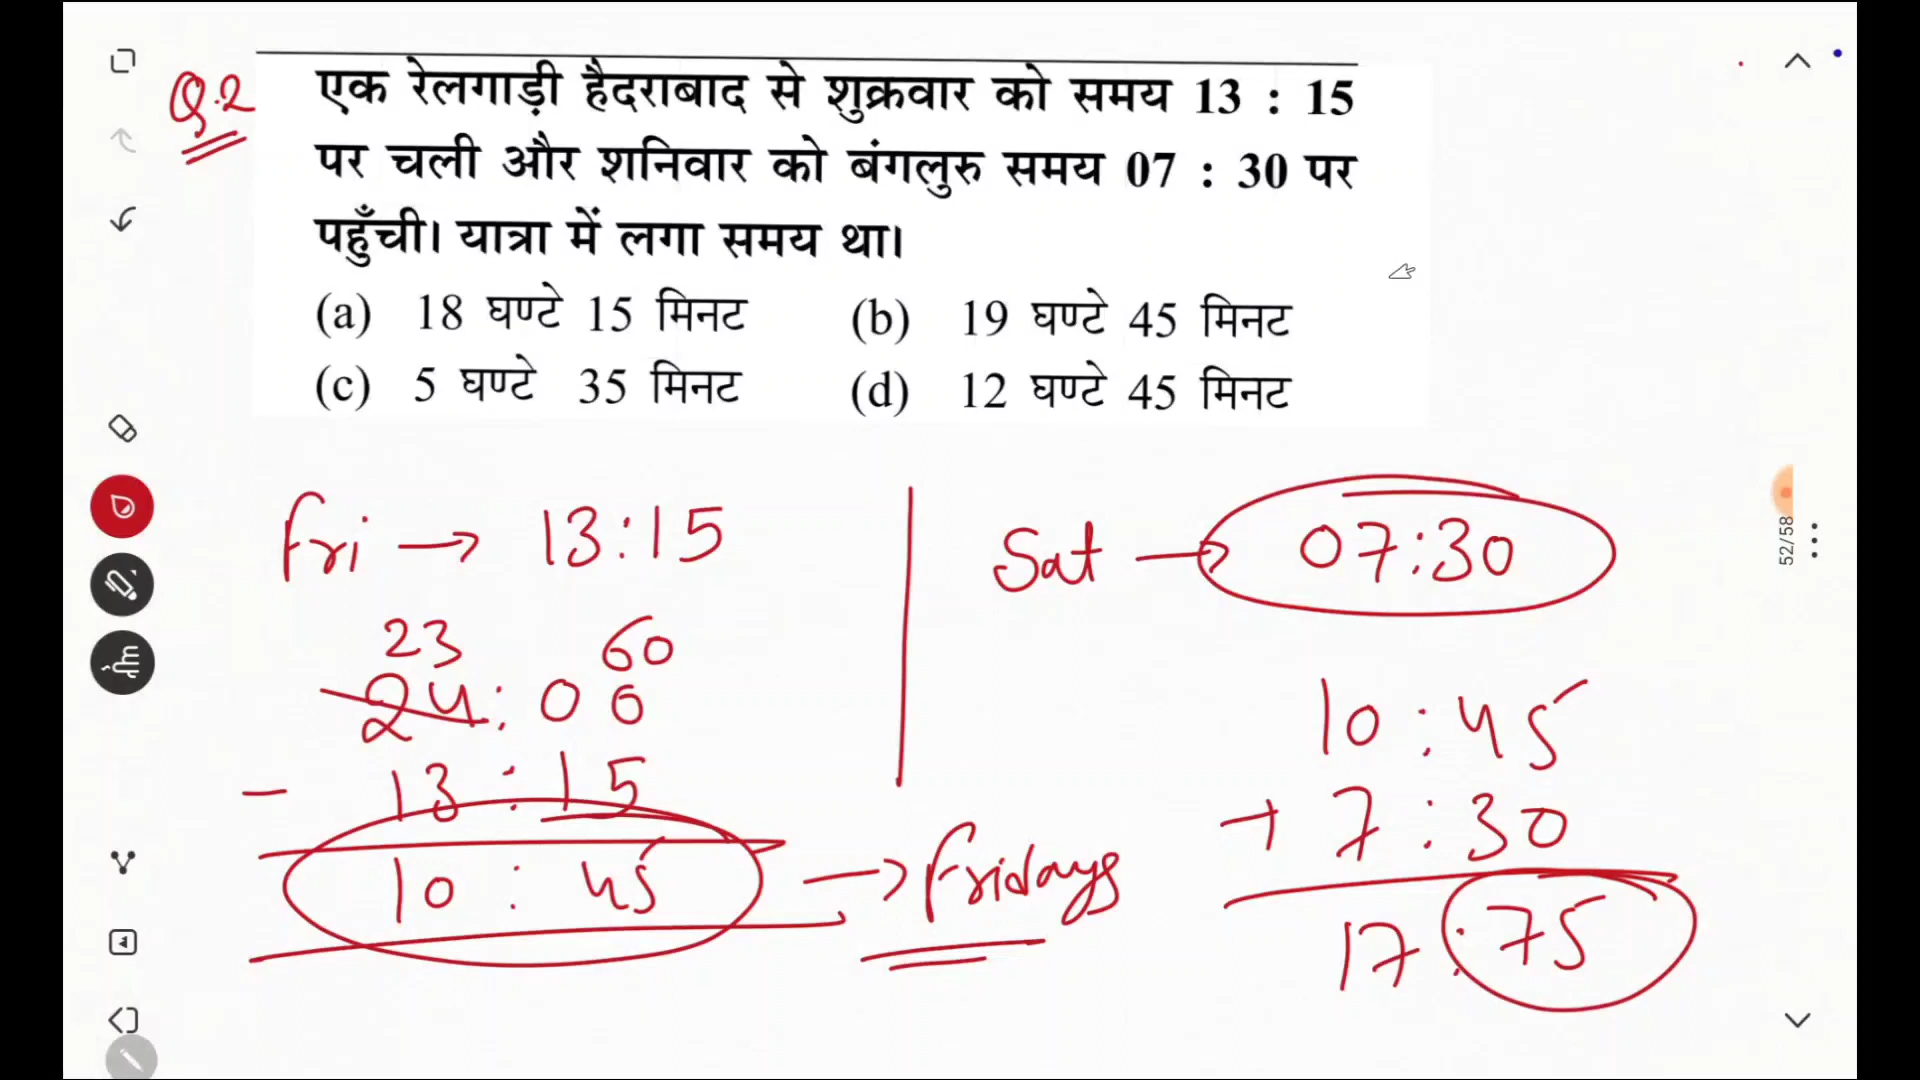 Q.2
एक रेलगाड़ी हैदराबाद से शुक्रवार को समय 13 : 15
पर चली और शनिवार को बंगलुरु समय 07 : 30 पर
पहुँची। यात्रा में लगा समय था।
(a) 18 घण्टे 15 मिनट (b) 19 घण्टे 45 मिनट
(c) 5 घण्टे 35 मिनट (d) 12 घण्टे 45 मिनट
Fri → 13:15
23 60
24:00
- 13:15
10 : 45 → Fridays
Sat → 07:30
10 : 45
+ 7 : 30
17 : 75
52/58